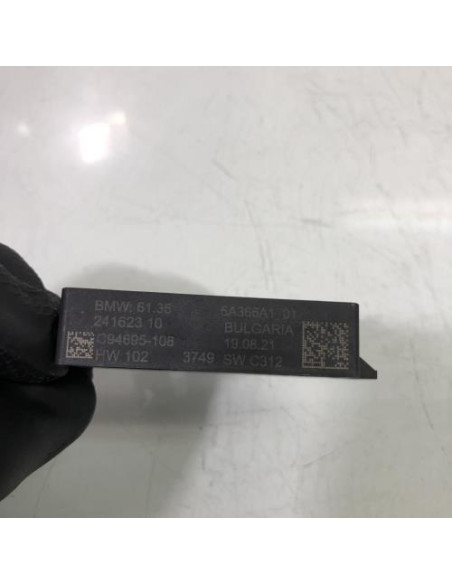 BMW: 61.35 5A366A1 01
241623 10 BULGARIA
C94695-108 19.08.21
HW 102 3749 SW C312